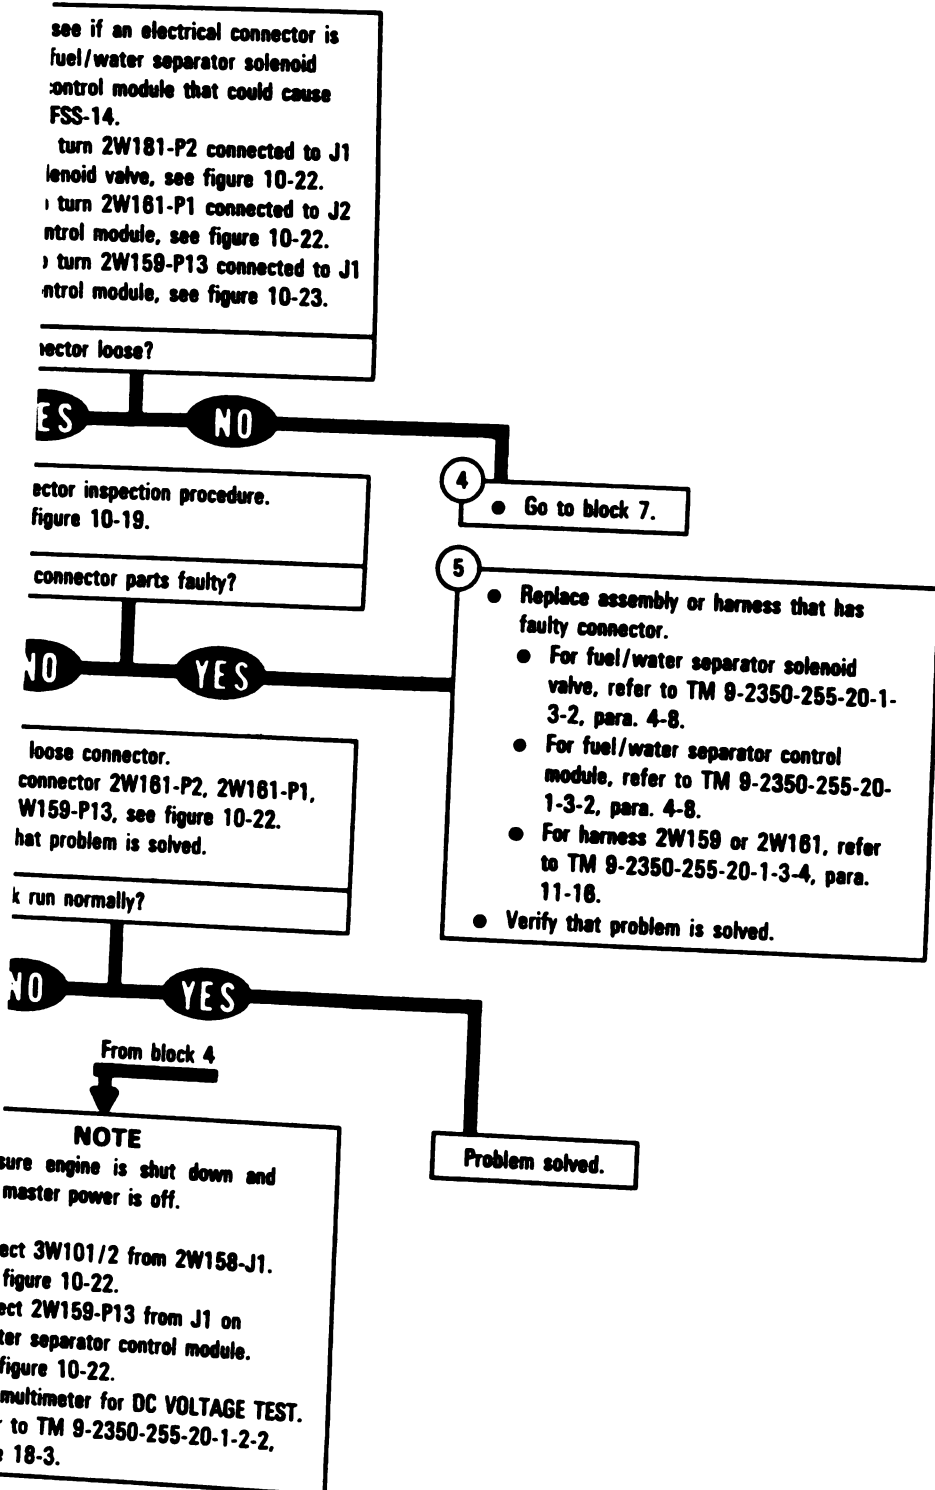 see if an electrical connector is
fuel/water separator solenoid
control module that could cause
FSS-14.
turn 2W181-P2 connected to J1
lenoid valve, see figure 10-22.
turn 2W161-P1 connected to J2
ntrol module, see figure 10-22.
turn 2W159-P13 connected to J1
ntrol module, see figure 10-23.
nector loose?
ES
NO
ector inspection procedure.
figure 10-19.
4
● Go to block 7.
connector parts faulty?
NO
YES
5
● Replace assembly or harness that has
faulty connector.
● For fuel/water separator solenoid
valve, refer to TM 9-2350-255-20-1-
3-2, para. 4-8.
● For fuel/water separator control
module, refer to TM 9-2350-255-20-
1-3-2, para. 4-8.
● For harness 2W159 or 2W161, refer
to TM 9-2350-255-20-1-3-4, para.
11-16.
● Verify that problem is solved.
loose connector.
connector 2W161-P2, 2W161-P1,
W159-P13, see figure 10-22.
hat problem is solved.
k run normally?
NO
YES
From block 4
Problem solved.
NOTE
sure engine is shut down and
master power is off.
ect 3W101/2 from 2W158-J1.
figure 10-22.
ect 2W159-P13 from J1 on
ter separator control module.
figure 10-22.
multimeter for DC VOLTAGE TEST.
r to TM 9-2350-255-20-1-2-2,
e 18-3.